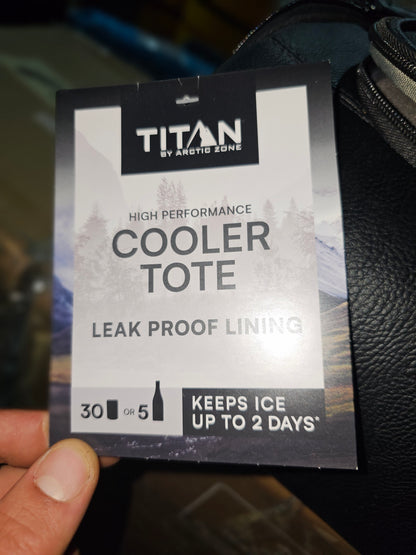 TITAN
BY ARCTIC ZONE
HIGH PERFORMANCE
COOLER
TOTE
LEAK PROOF LINING
30 OR 5
KEEPS ICE
UP TO 2 DAYS*